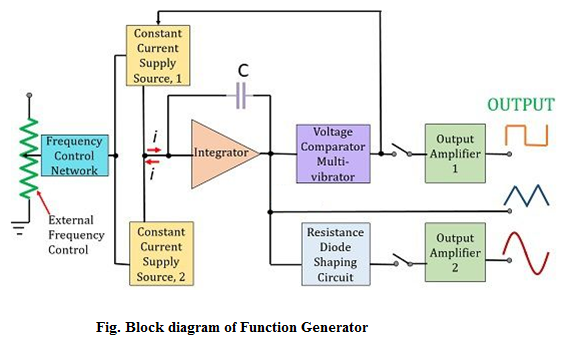 Constant
Current
Supply
Source, 1
C
OUTPUT
Frequency
Control
Network
i
i
Integrator
Voltage
Comparator
Multi-
vibrator
Output
Amplifier
1
External
Frequency
Control
Constant
Current
Supply
Source, 2
Resistance
Diode
Shaping
Circuit
Output
Amplifier
2
Fig. Block diagram of Function Generator